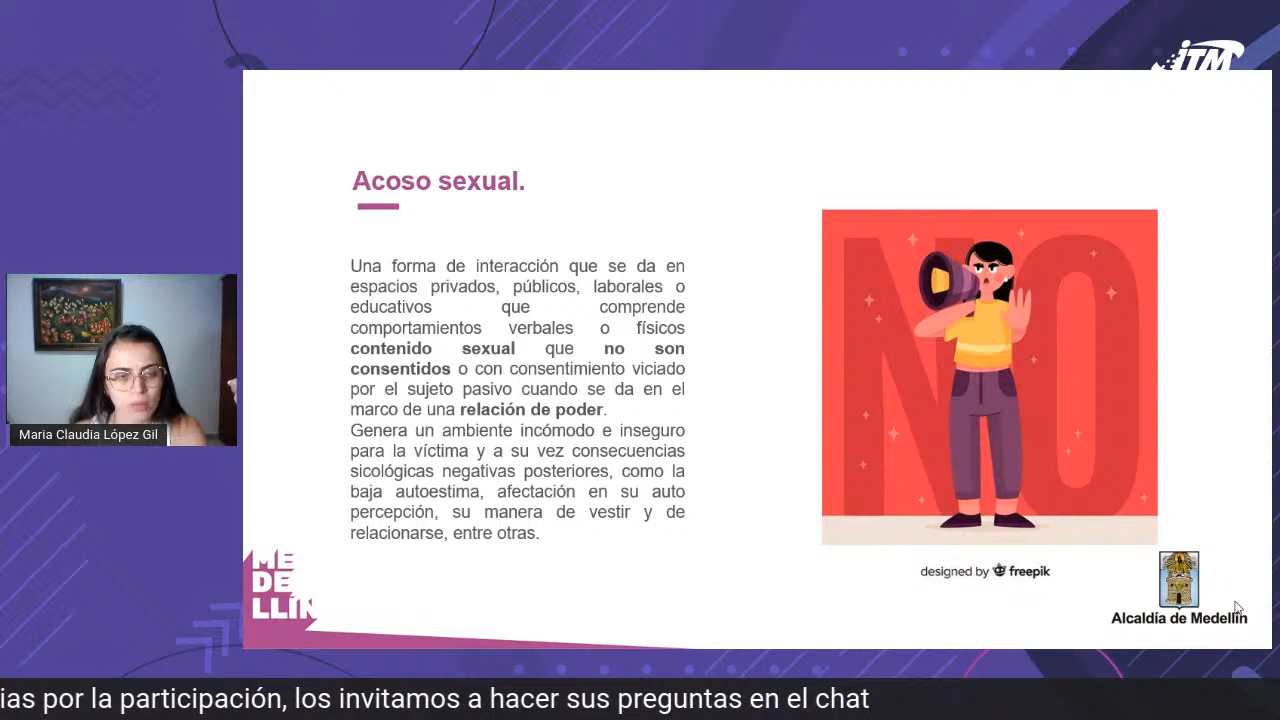 iTM
Acoso sexual.
Una forma de interacción que se da en
espacios privados, públicos, laborales o
educativos que comprende
comportamientos verbales o físicos
contenido sexual que no son
consentidos o con consentimiento viciado
por el sujeto pasivo cuando se da en el
marco de una relación de poder.
Genera un ambiente incómodo e inseguro
para la víctima y a su vez consecuencias
sicológicas negativas posteriores, como la
baja autoestima, afectación en su auto
percepción, su manera de vestir y de
relacionarse, entre otras.
NO
designed by freepik
Maria Claudia López Gil
ME
DE
LLÍN
Alcaldía de Medellín
ias por la participación, los invitamos a hacer sus preguntas en el chat